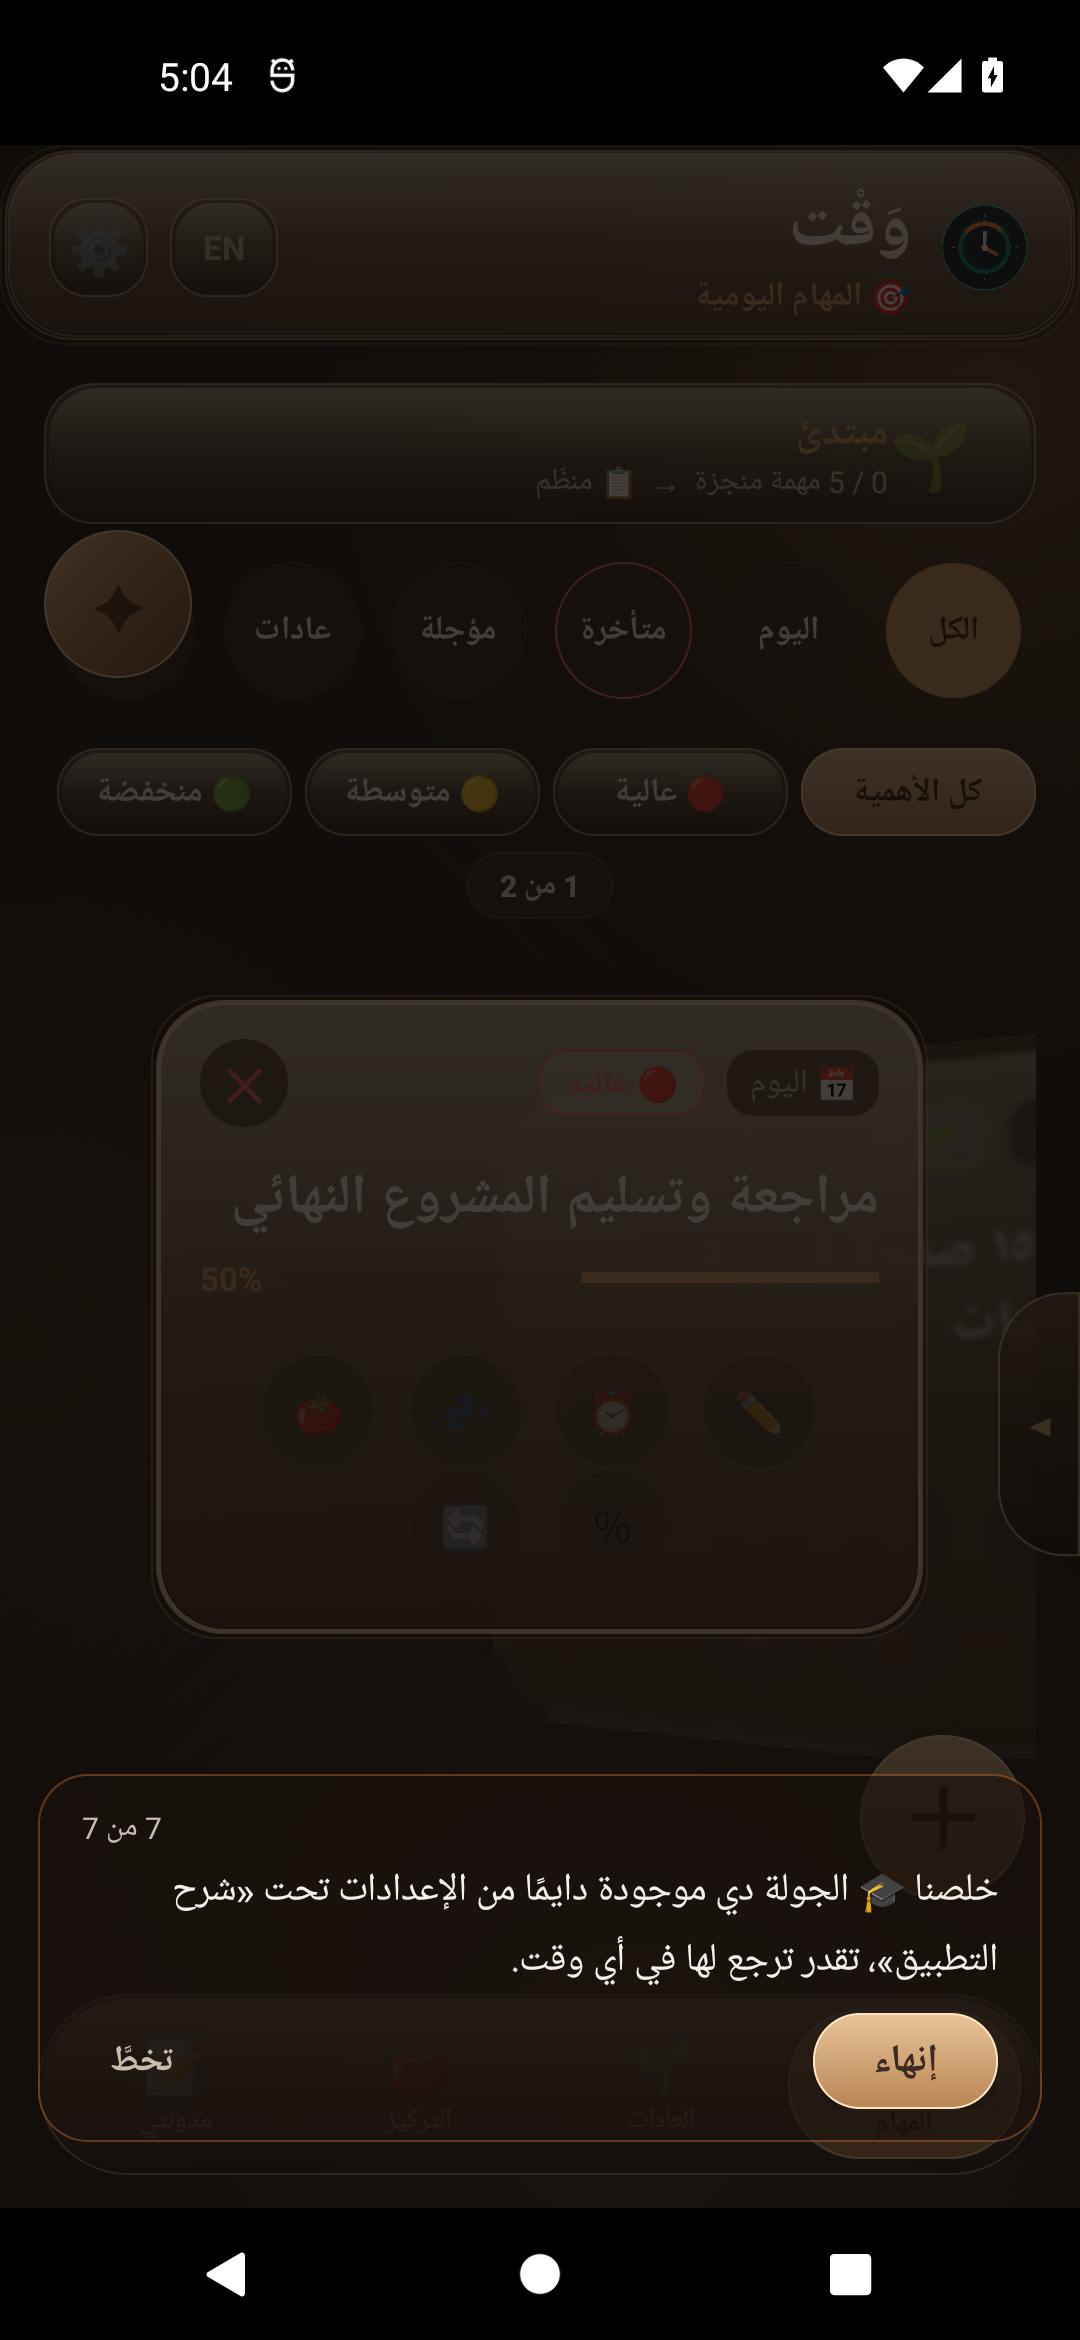 5:04
وَقْت
🎯 المهام اليومية
EN
مبتدئ
0 / 5 مهمة منجزة → 📋 منظّم
الكل
اليوم
متأخرة
مؤجلة
عادات
كل الأهمية
🔴 عالية
🟡 متوسطة
🟢 منخفضة
1 من 2
📅 اليوم
🔴 عالية
مراجعة وتسليم المشروع النهائي
50%
١٥
%
7 من 7
خلصنا 🎓 الجولة دي موجودة دايمًا من الإعدادات تحت «شرح
التطبيق»، تقدر ترجع لها في أي وقت.
إنهاء
تخطَّ
المهام
العادات
التركيز
مدونتي